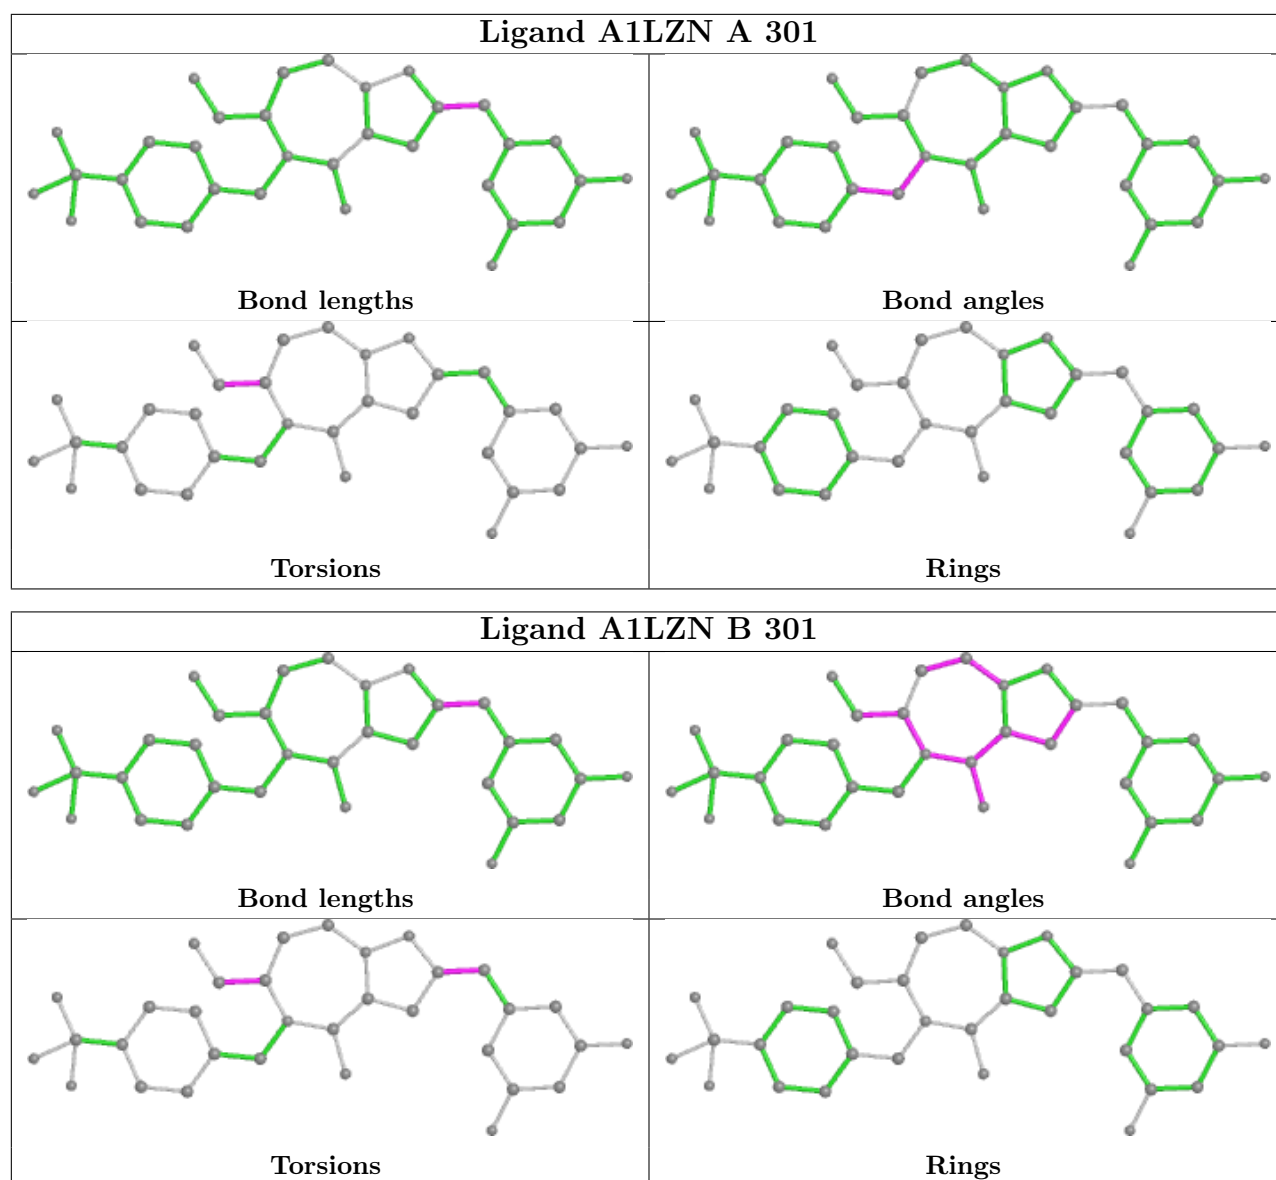 Ligand A1LZN A 301
Bond lengths
Bond angles
Torsions
Rings
Ligand A1LZN B 301
Bond lengths
Bond angles
Torsions
Rings